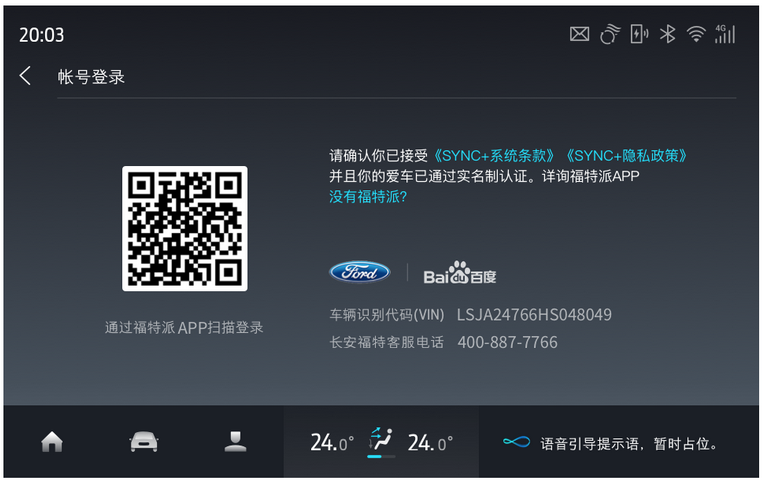 20:03
4G
帐号登录
请确认你已接受《SYNC+系统条款》《SYNC+隐私政策》
并且你的爱车已通过实名制认证。详询福特派APP
没有福特派?
Ford
Bai du 百度
通过福特派APP扫描登录
车辆识别代码(VIN) LSJA24766HS048049
长安福特客服电话 400-887-7766
24.0° 24.0°
语音引导提示语，暂时占位。